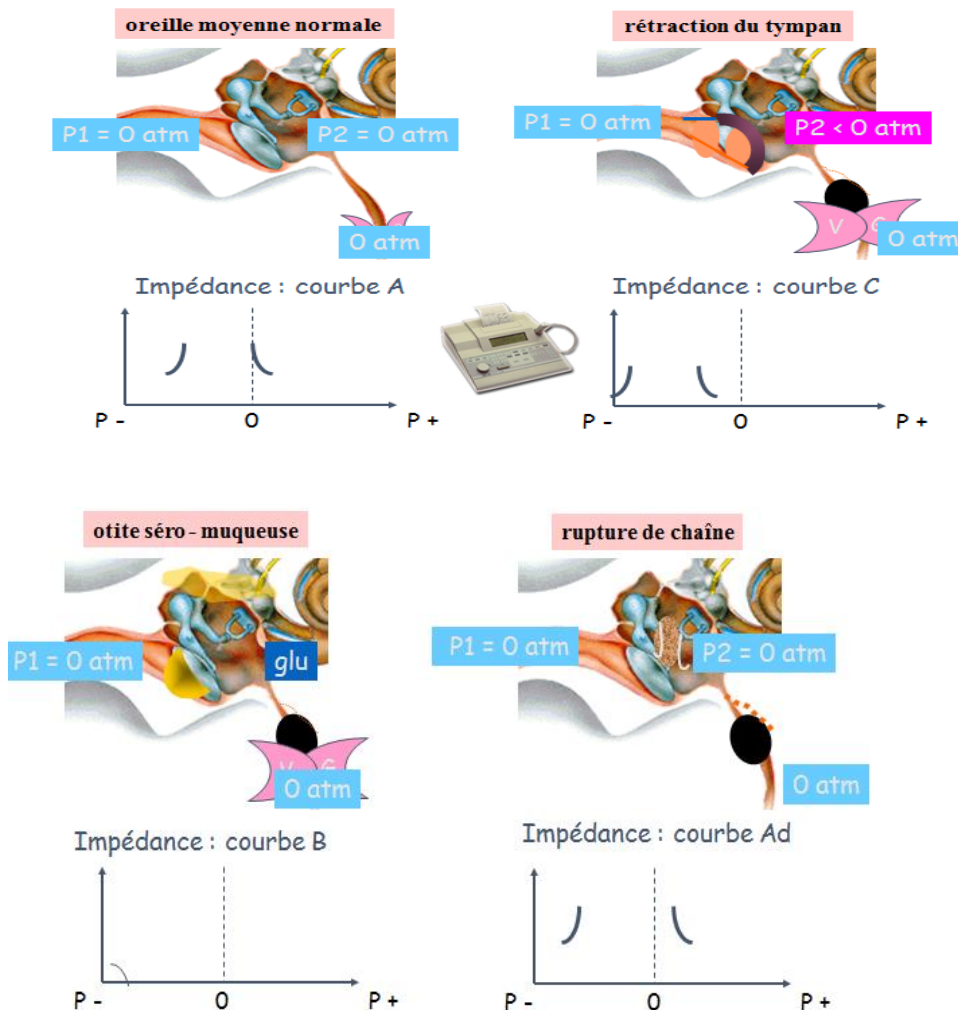 oreille moyenne normale
P1 = 0 atm
P2 = 0 atm
0 atm
Impédance : courbe A
P -
0
P +
rétraction du tympan
P1 = 0 atm
P2 < 0 atm
V
0 atm
Impédance : courbe C
P -
0
P +
otite séro - muqueuse
P1 = 0 atm
glu
0 atm
Impédance : courbe B
P -
0
P +
rupture de chaîne
P1 = 0 atm
P2 = 0 atm
0 atm
Impédance : courbe Ad
P -
0
P +